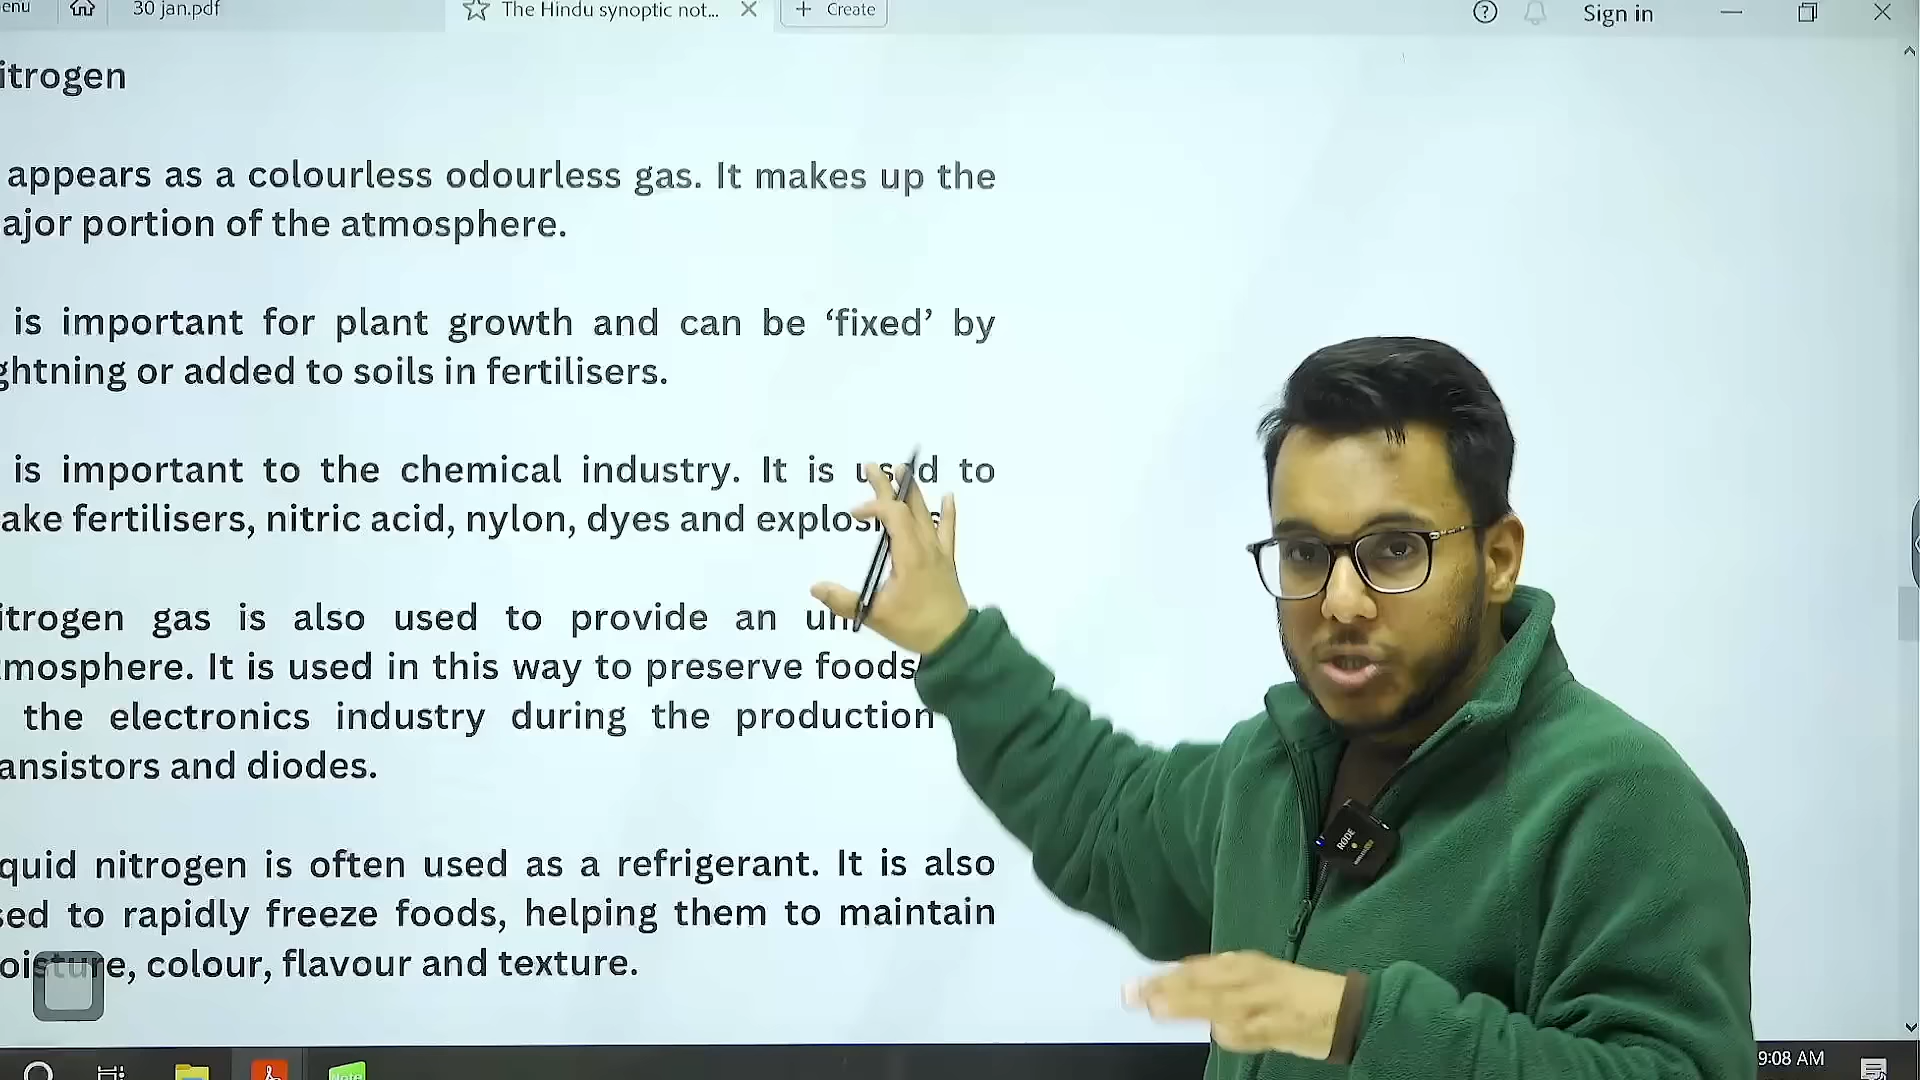 30 jan.pdf
The Hindu synoptic not...
Create
Sign in
itrogen
appears as a colourless odourless gas. It makes up the
ajor portion of the atmosphere.
is important for plant growth and can be ‘fixed’ by
ghtning or added to soils in fertilisers.
is important to the chemical industry. It is used to
ake fertilisers, nitric acid, nylon, dyes and
itrogen gas is also used to provide an
mosphere. It is used in this way to preserve foods
the electronics industry during the production
ansistors and diodes.
quid nitrogen is often used as a refrigerant. It is also
sed to rapidly freeze foods, helping them to maintain
oisture, colour, flavour and texture.
RØDE
9:08 AM